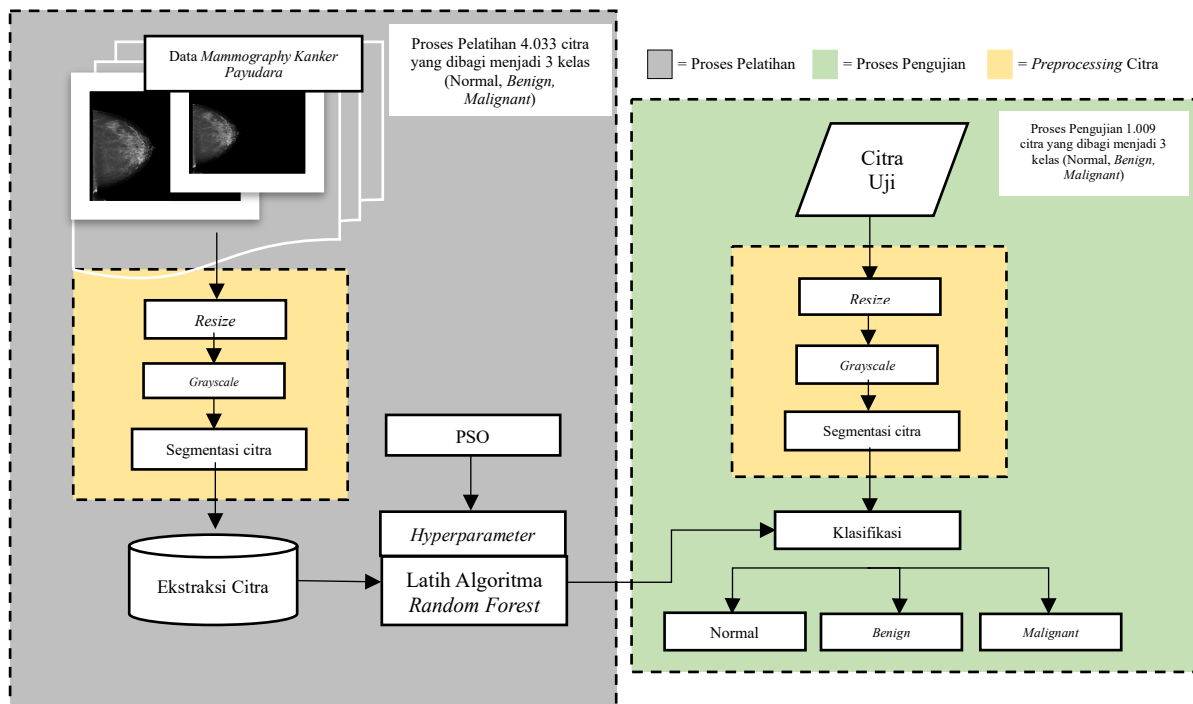 Data Mammography Kanker
Payudara
Proses Pelatihan 4.033 citra
yang dibagi menjadi 3 kelas
(Normal, Benign,
Malignant)
Resize
Grayscale
Segmentasi citra
Ekstraksi Citra
PSO
Hyperparameter
Latih Algoritma
Random Forest
= Proses Pelatihan
= Proses Pengujian
= Preprocessing Citra
Citra
Uji
Proses Pengujian 1.009
citra yang dibagi menjadi 3
kelas (Normal, Benign,
Malignant)
Resize
Grayscale
Segmentasi citra
Klasifikasi
Normal
Benign
Malignant